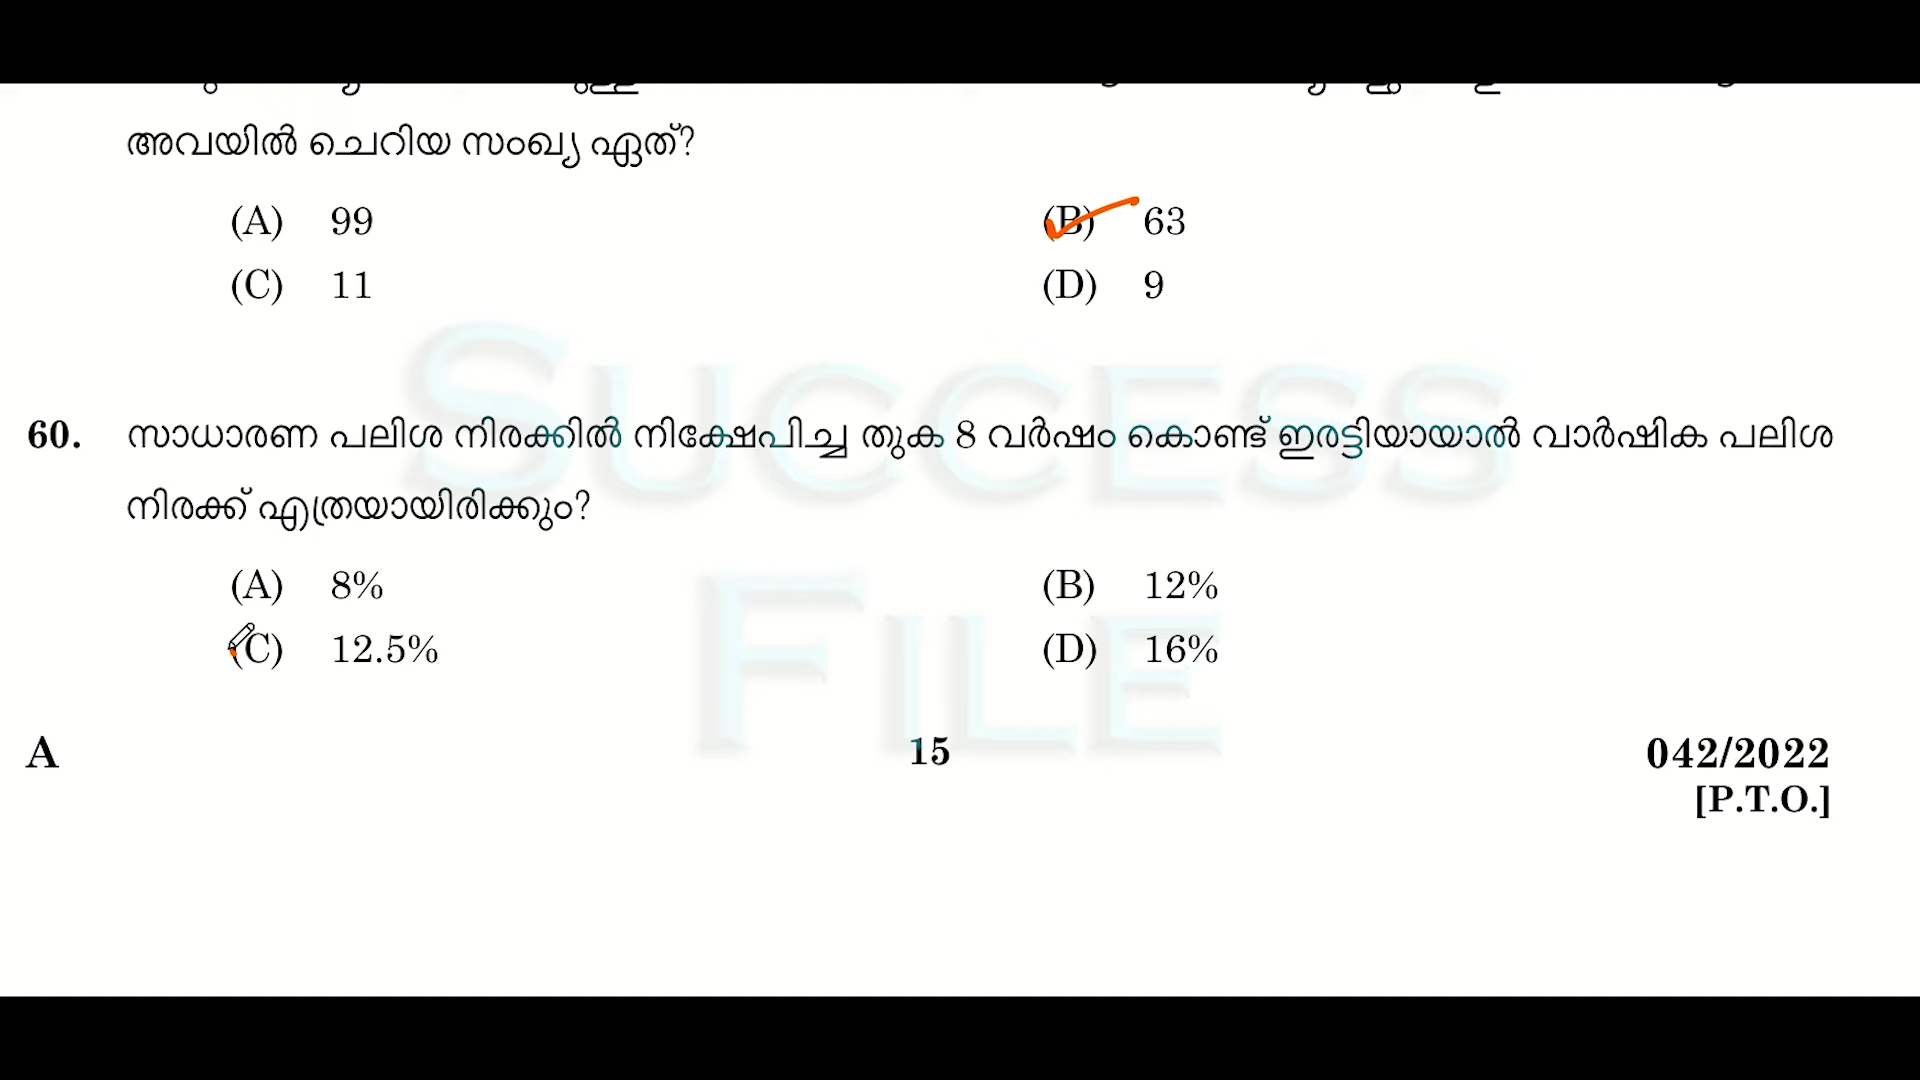 അവയിൽ ചെറിയ സംഖ്യ ഏത്?
(A) 99 (B) 63
(C) 11 (D) 9
60. സാധാരണ പലിശ നിരക്കിൽ നിക്ഷേപിച്ച തുക 8 വർഷം കൊണ്ട് ഇരട്ടിയായാൽ വാർഷിക പലിശ
നിരക്ക് എത്രയായിരിക്കും?
(A) 8% (B) 12%
(C) 12.5% (D) 16%
SUCCESS
FILE
A 15 042/2022
[P.T.O.]